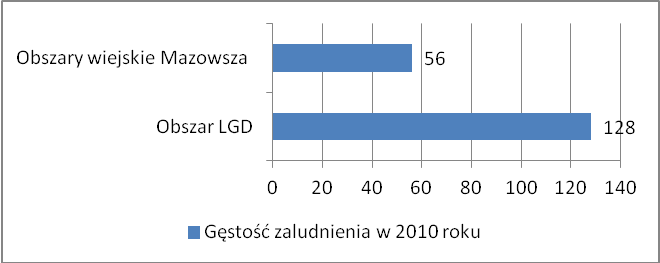 Obszary wiejskie Mazowsza 56
Obszar LGD 128
0 20 40 60 80 100 120 140
Gęstość zaludnienia w 2010 roku